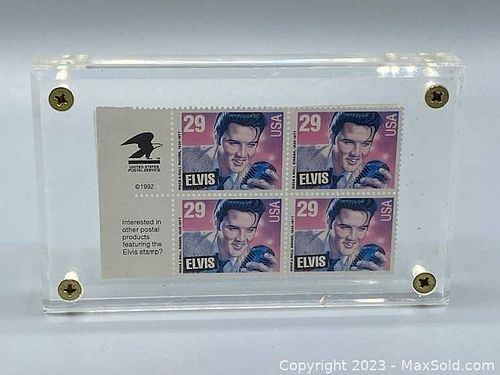 UNITED STATES
POSTAL SERVICE
©1992
Interested in
other postal
products
featuring the
Elvis stamp?
29
USA
ELVIS
29
USA
ELVIS
29
USA
ELVIS
29
USA
ELVIS
Copyright 2023 - MaxSold.com